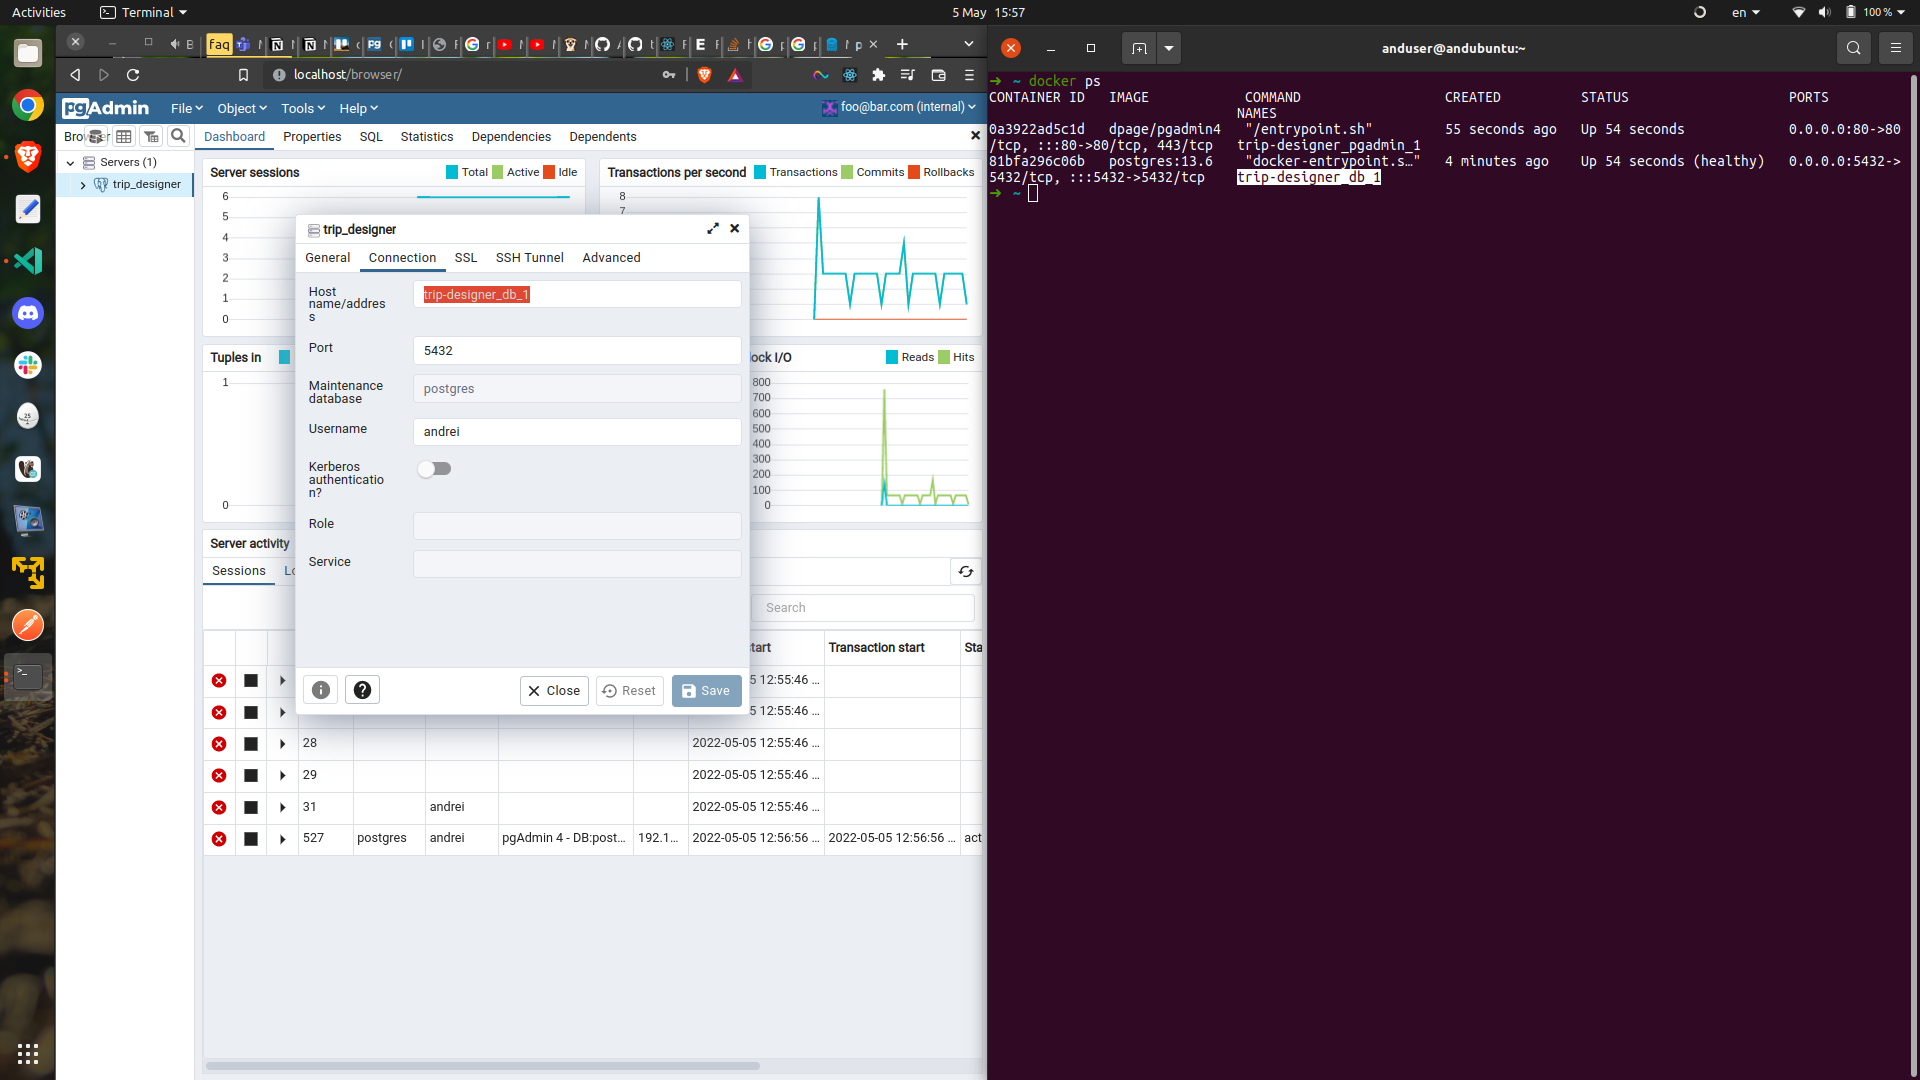 Activities
Terminal
5 May 15:57
en
100 %
faq
localhost/browser/
pgAdmin
File
Object
Tools
Help
foo@bar.com (internal)
Browser
Dashboard
Properties
SQL
Statistics
Dependencies
Dependents
Servers (1)
trip_designer
Server sessions
Total
Active
Idle
6
5
4
3
2
1
0
Transactions per second
Transactions
Commits
Rollbacks
8
7
Tuples in
1
0
lock I/O
Reads
Hits
800
700
600
500
400
300
200
100
0
Server activity
Sessions
Lo
Search
start
Transaction start
Sta
5 12:55:46 ...
5 12:55:46 ...
28
2022-05-05 12:55:46 ...
29
2022-05-05 12:55:46 ...
31
andrei
2022-05-05 12:55:46 ...
527
postgres
andrei
pgAdmin 4 - DB:post...
192.1...
2022-05-05 12:56:56 ...
2022-05-05 12:56:56 ...
act
trip_designer
General
Connection
SSL
SSH Tunnel
Advanced
Host
name/addres
s
trip-designer_db_1
Port
5432
Maintenance
database
postgres
Username
andrei
Kerberos
authenticatio
n?
Role
Service
Close
Reset
Save
anduser@andubuntu:~
➜ ~ docker ps
CONTAINER ID IMAGE COMMAND CREATED STATUS PORTS
NAMES
0a3922ad5c1d dpage/pgadmin4 "/entrypoint.sh" 55 seconds ago Up 54 seconds 0.0.0.0:80->80
/tcp, :::80->80/tcp, 443/tcp trip-designer_pgadmin_1
81bfa296c06b postgres:13.6 "docker-entrypoint.s…" 4 minutes ago Up 54 seconds (healthy) 0.0.0.0:5432->
5432/tcp, :::5432->5432/tcp trip-designer_db_1
➜ ~